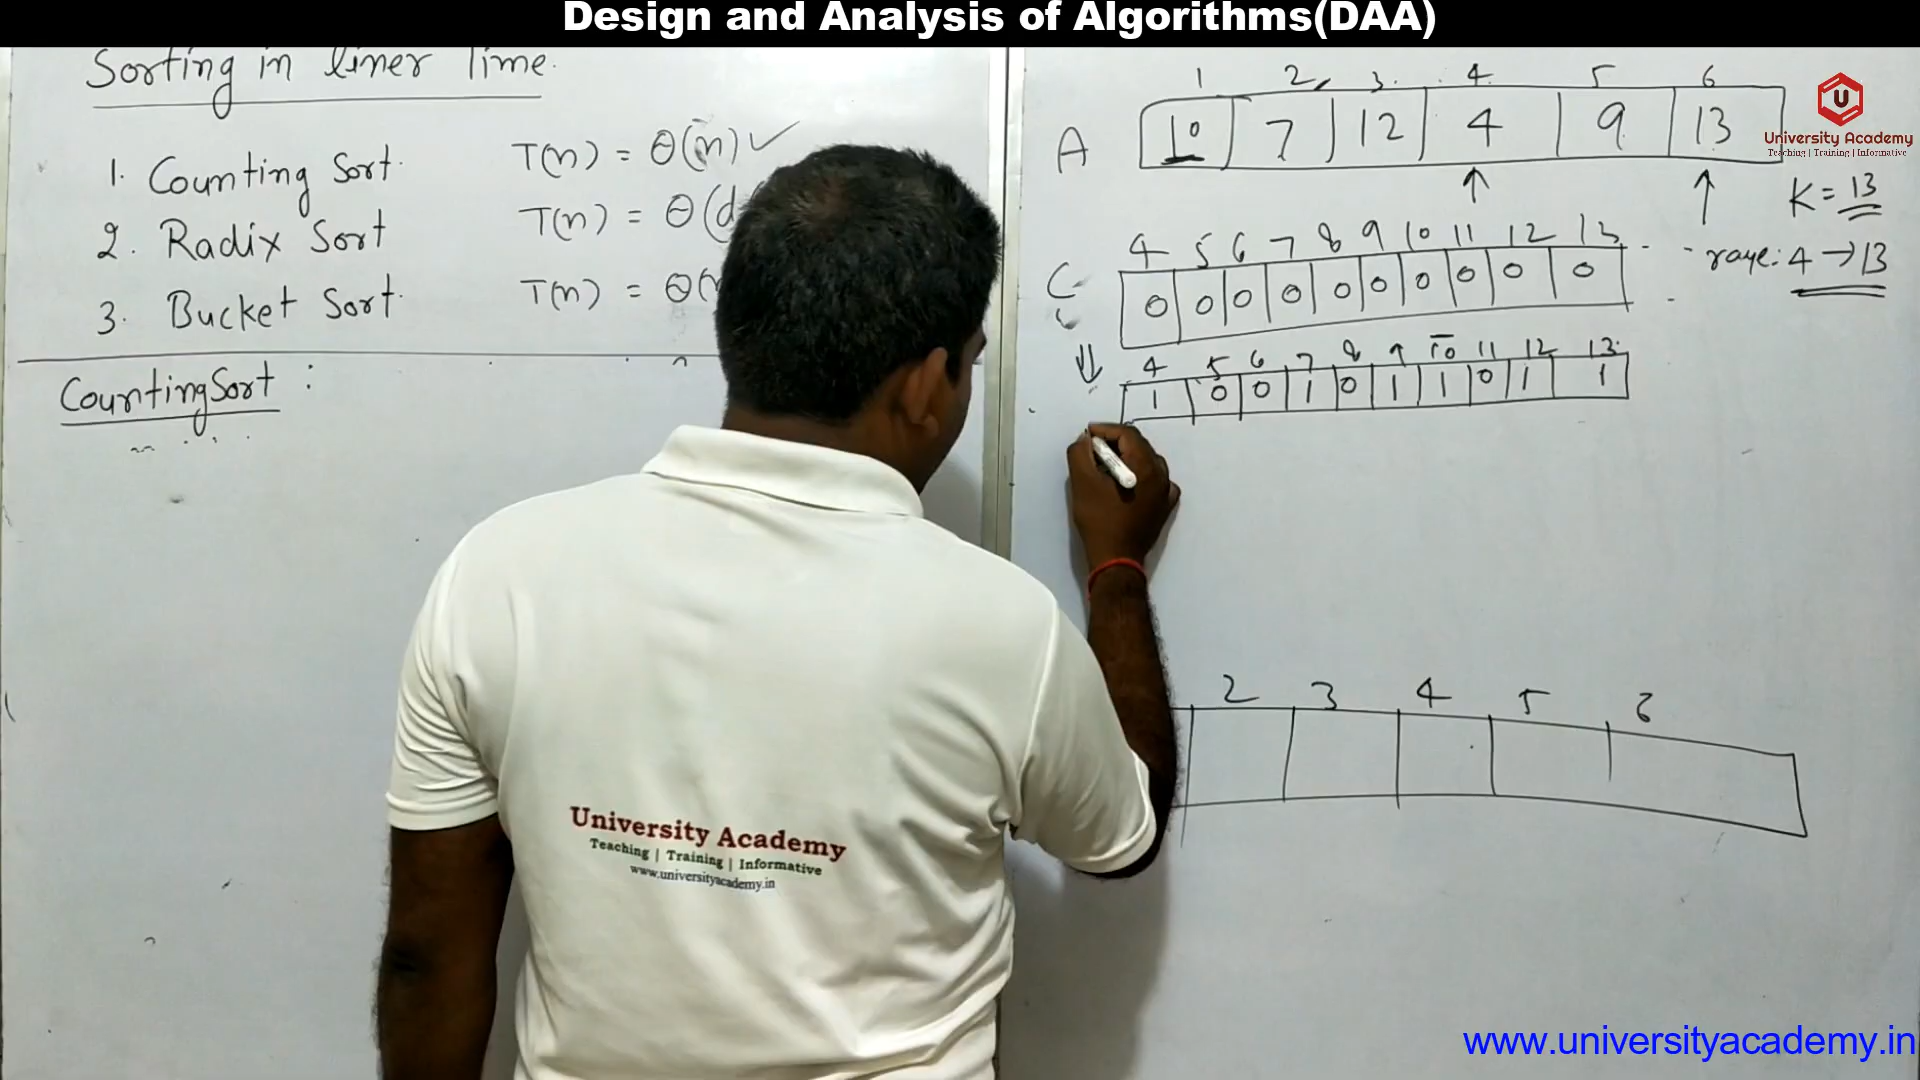 Design and Analysis of Algorithms(DAA)
Sorting in liner Time.
1. Counting Sort. T(n) = Θ(n) ✓
2. Radix Sort T(n) = Θ(d
3. Bucket Sort. T(n) = Θ(
CountingSort :
1 2 3 4 5 6
A 10 7 12 4 9 13
K = 13
range: 4 → 13
4 5 6 7 8 9 10 11 12 13
C 0 0 0 0 0 0 0 0 0 0
4 5 6 7 8 9 10 11 12 13
1 0 0 1 0 1 1 0 1 1
2 3 4 5 6
U
University Academy
Teaching | Training | Informative
University Academy
Teaching | Training | Informative
www.universityacademy.in
www.universityacademy.in